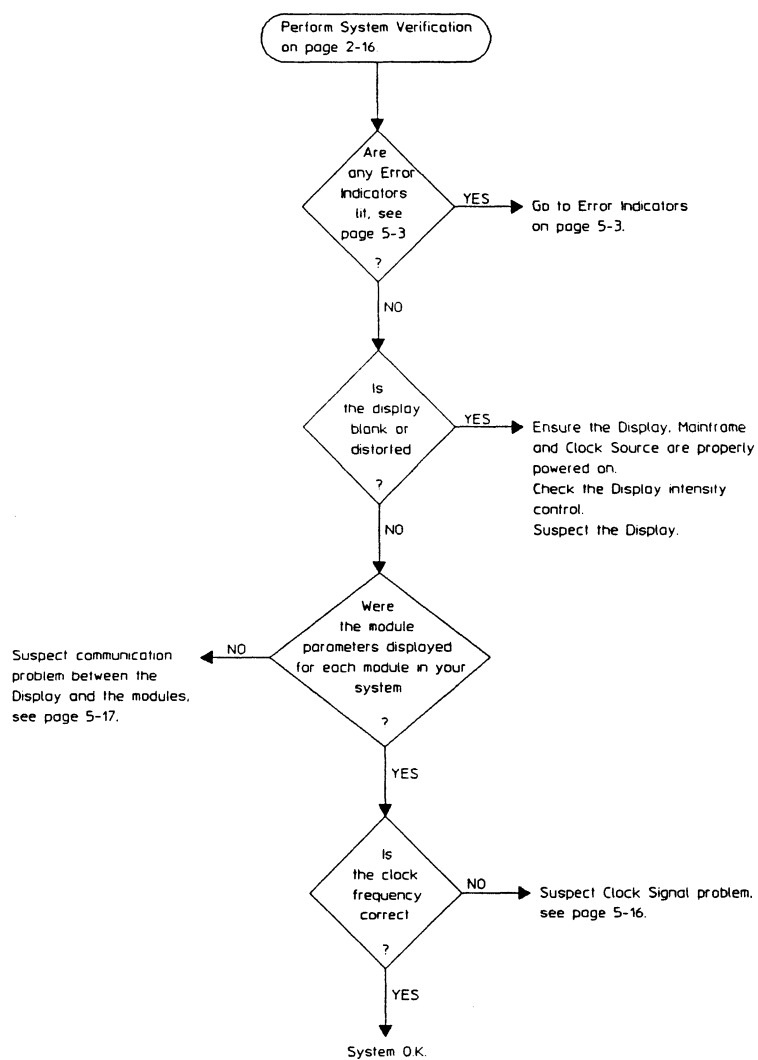 Perform System Verification
on page 2-16.
Are
any Error
Indicators
lit, see
page 5-3
?
YES
Go to Error Indicators
on page 5-3.
NO
Is
the display
blank or
distorted
?
YES
Ensure the Display, Mainframe
and Clock Source are properly
powered on.
Check the Display intensity
control.
Suspect the Display.
NO
Were
the module
parameters displayed
for each module in your
system
?
NO
Suspect communication
problem between the
Display and the modules,
see page 5-17.
YES
Is
the clock
frequency
correct
?
NO
Suspect Clock Signal problem,
see page 5-16.
YES
System O.K.